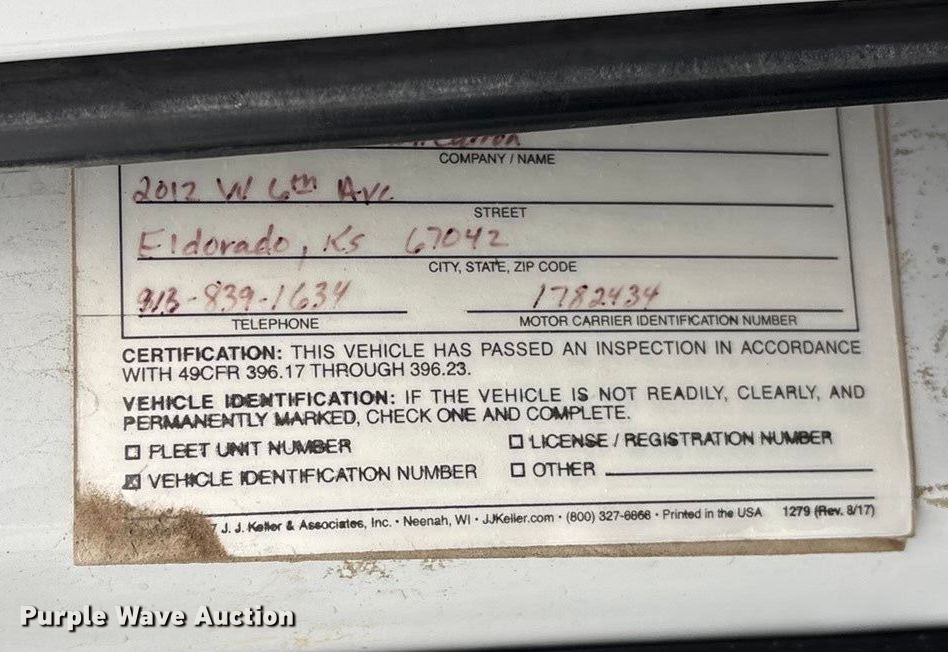 COMPANY / NAME
2012 W 6th Ave
STREET
Eldorado, Ks 67042
CITY, STATE, ZIP CODE
913-839-1634 1782434
TELEPHONE MOTOR CARRIER IDENTIFICATION NUMBER
CERTIFICATION: THIS VEHICLE HAS PASSED AN INSPECTION IN ACCORDANCE
WITH 49CFR 396.17 THROUGH 396.23.
VEHICLE IDENTIFICATION: IF THE VEHICLE IS NOT READILY, CLEARLY, AND
PERMANENTLY MARKED, CHECK ONE AND COMPLETE.
FLEET UNIT NUMBER LICENSE / REGISTRATION NUMBER
VEHICLE IDENTIFICATION NUMBER OTHER
J. J. Keller & Associates, Inc. • Neenah, WI • JJKeller.com • (800) 327-6868 • Printed in the USA 1279 (Rev. 8/17)
Purple Wave Auction